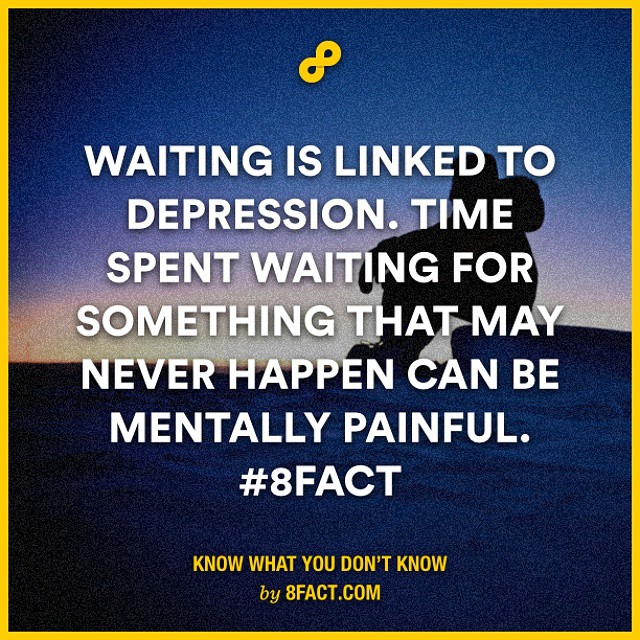 WAITING IS LINKED TO
DEPRESSION. TIME
SPENT WAITING FOR
SOMETHING THAT MAY
NEVER HAPPEN CAN BE
MENTALLY PAINFUL.
#8FACT
KNOW WHAT YOU DON'T KNOW
by 8FACT.COM